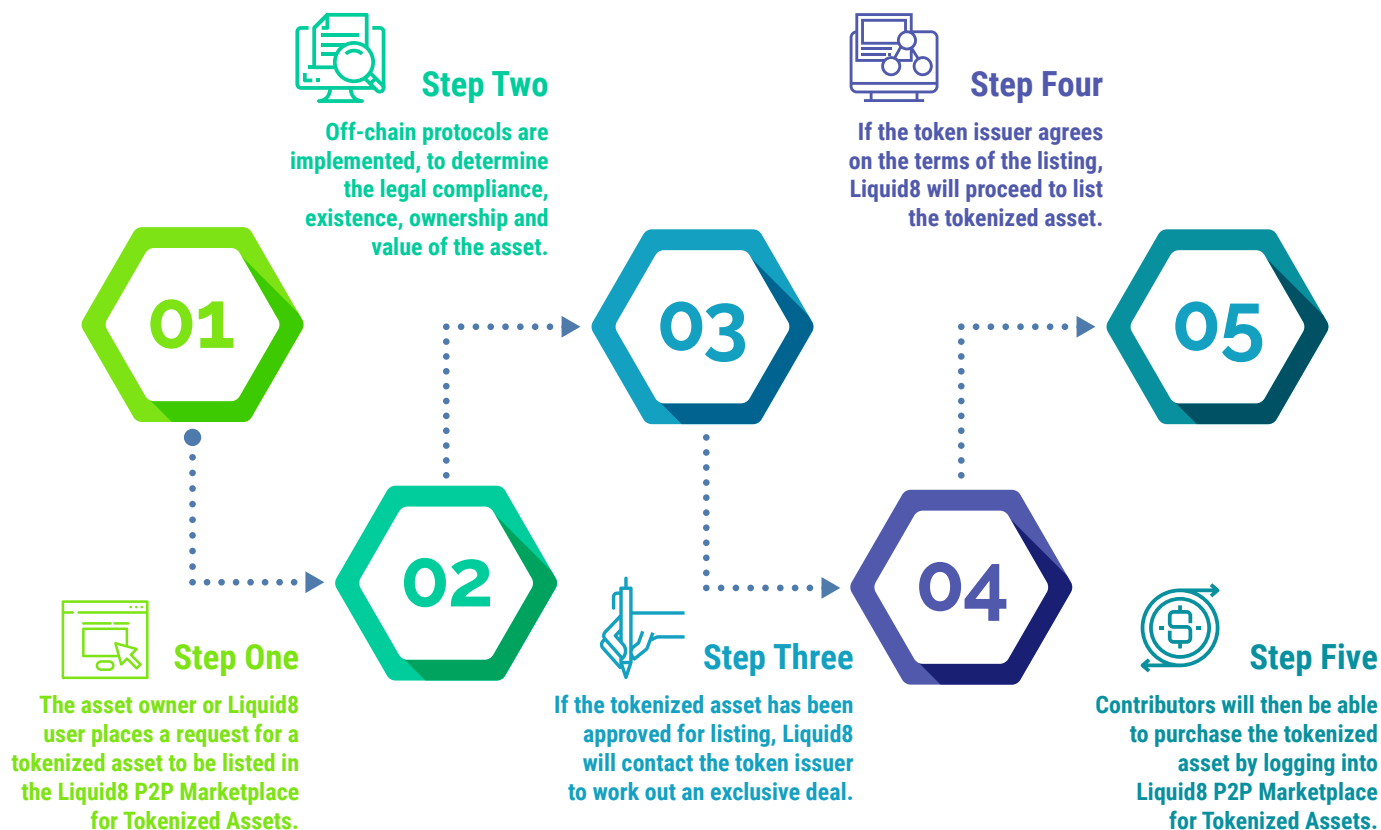 01
Step One
The asset owner or Liquid8
user places a request for a
tokenized asset to be listed in
the Liquid8 P2P Marketplace
for Tokenized Assets.
02
Step Two
Off-chain protocols are
implemented, to determine
the legal compliance,
existence, ownership and
value of the asset.
03
Step Three
If the tokenized asset has been
approved for listing, Liquid8
will contact the token issuer
to work out an exclusive deal.
04
Step Four
If the token issuer agrees
on the terms of the listing,
Liquid8 will proceed to list
the tokenized asset.
05
Step Five
Contributors will then be able
to purchase the tokenized
asset by logging into
Liquid8 P2P Marketplace
for Tokenized Assets.